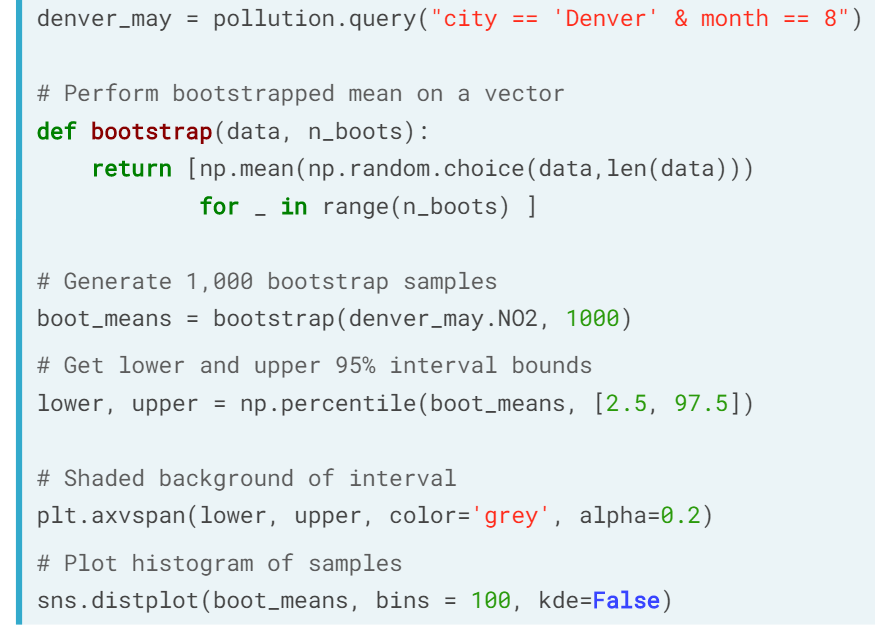 denver_may = pollution.query("city == 'Denver' & month == 8")
# Perform bootstrapped mean on a vector
def bootstrap(data, n_boots):
    return [np.mean(np.random.choice(data,len(data)))
            for _ in range(n_boots) ]
# Generate 1,000 bootstrap samples
boot_means = bootstrap(denver_may.NO2, 1000)
# Get lower and upper 95% interval bounds
lower, upper = np.percentile(boot_means, [2.5, 97.5])
# Shaded background of interval
plt.axvspan(lower, upper, color='grey', alpha=0.2)
# Plot histogram of samples
sns.distplot(boot_means, bins = 100, kde=False)